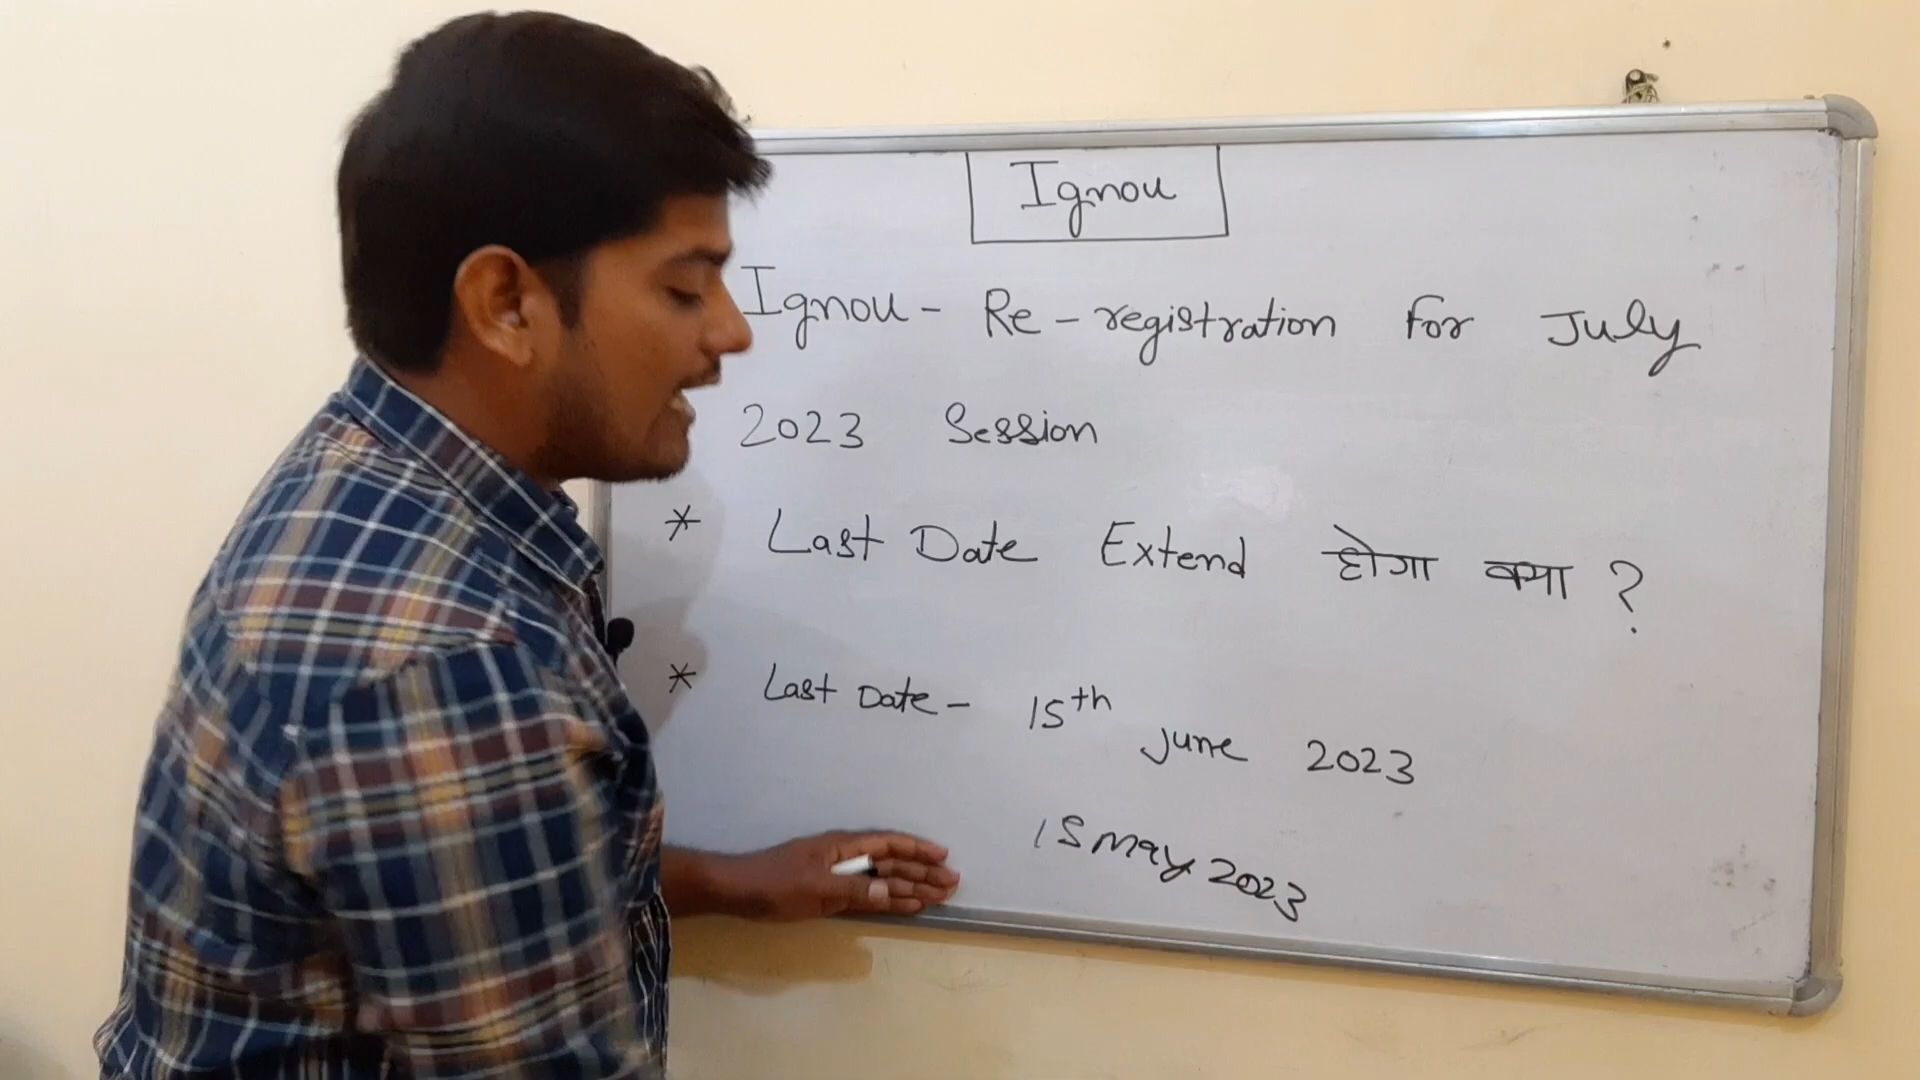 Ignou
Ignou - Re-registration for July
2023 Session
* Last Date Extend होगा क्या ?
* Last Date - 15th June 2023
15 May 2023